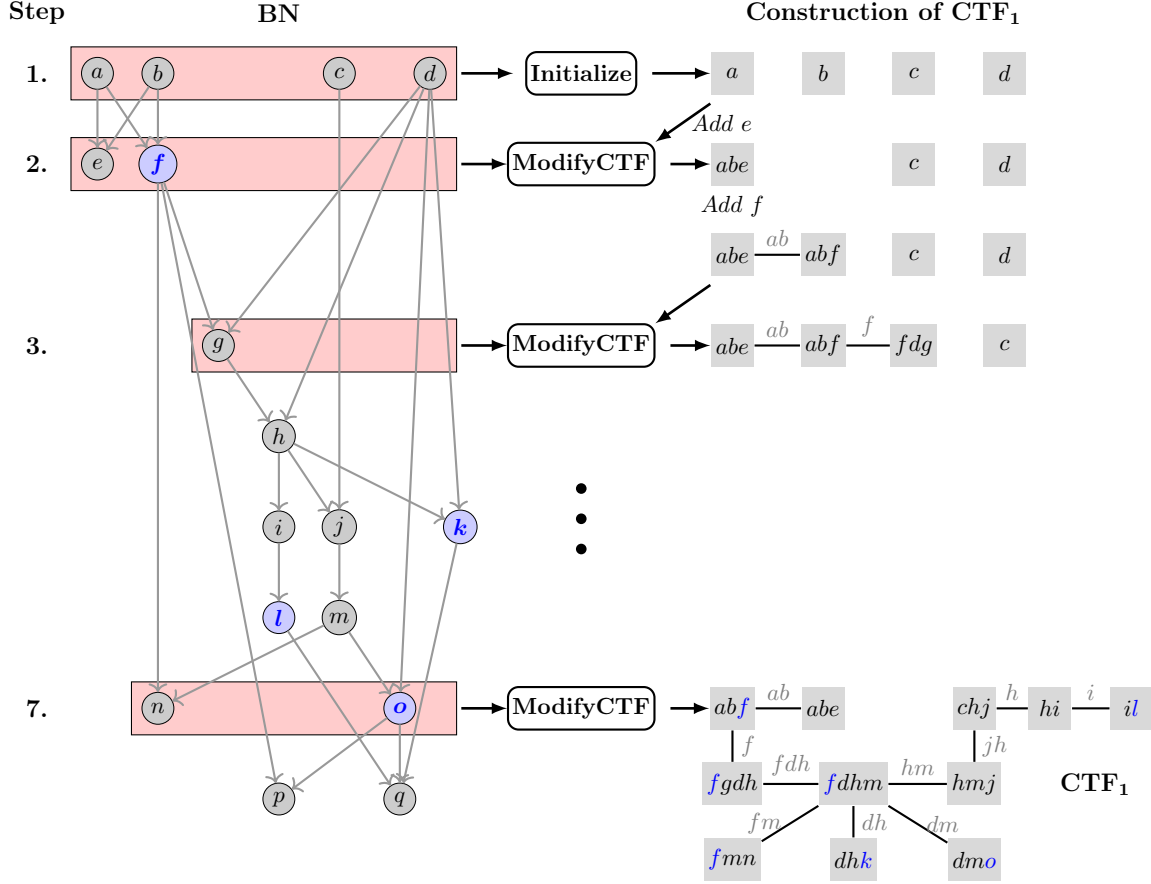 Step BN Construction of CTF₁
1. a b c d Initialize a b c d
Add e
2. e f ModifyCTF abe c d
Add f
abe ab abf c d
3. g ModifyCTF abe ab abf f fdg c
h
i j k
l m
7. n o ModifyCTF abf ab abe chj h hi i il
f jh
fgdh fdh fdhm hm hmj CTF₁
p q
fm dh dm
fmn dhk dmo